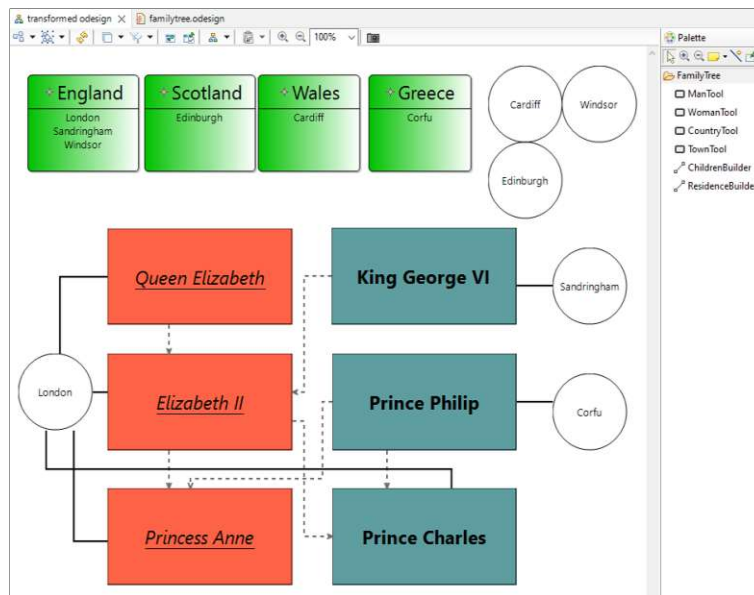 transformed odesign
familytree.odesign
100%
Palette
FamilyTree
ManTool
WomanTool
CountryTool
TownTool
ChildrenBuilder
ResidenceBuilde
England
London
Sandringham
Windsor
Scotland
Edinburgh
Wales
Cardiff
Greece
Corfu
Cardiff
Windsor
Edinburgh
Queen Elizabeth
King George VI
Sandringham
London
Elizabeth II
Prince Philip
Corfu
Princess Anne
Prince Charles